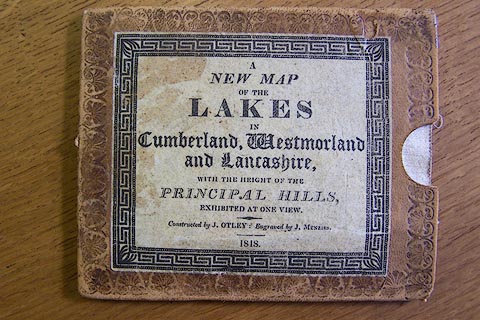 A
NEW MAP
OF THE
LAKES
IN
Cumberland, Westmorland
and Lancashire,
WITH THE HEIGHT OF THE
PRINCIPAL HILLS,
EXHIBITED AT ONE VIEW.
Constructed by J. OTLEY: Engraved by J. MENZIES.
1818.